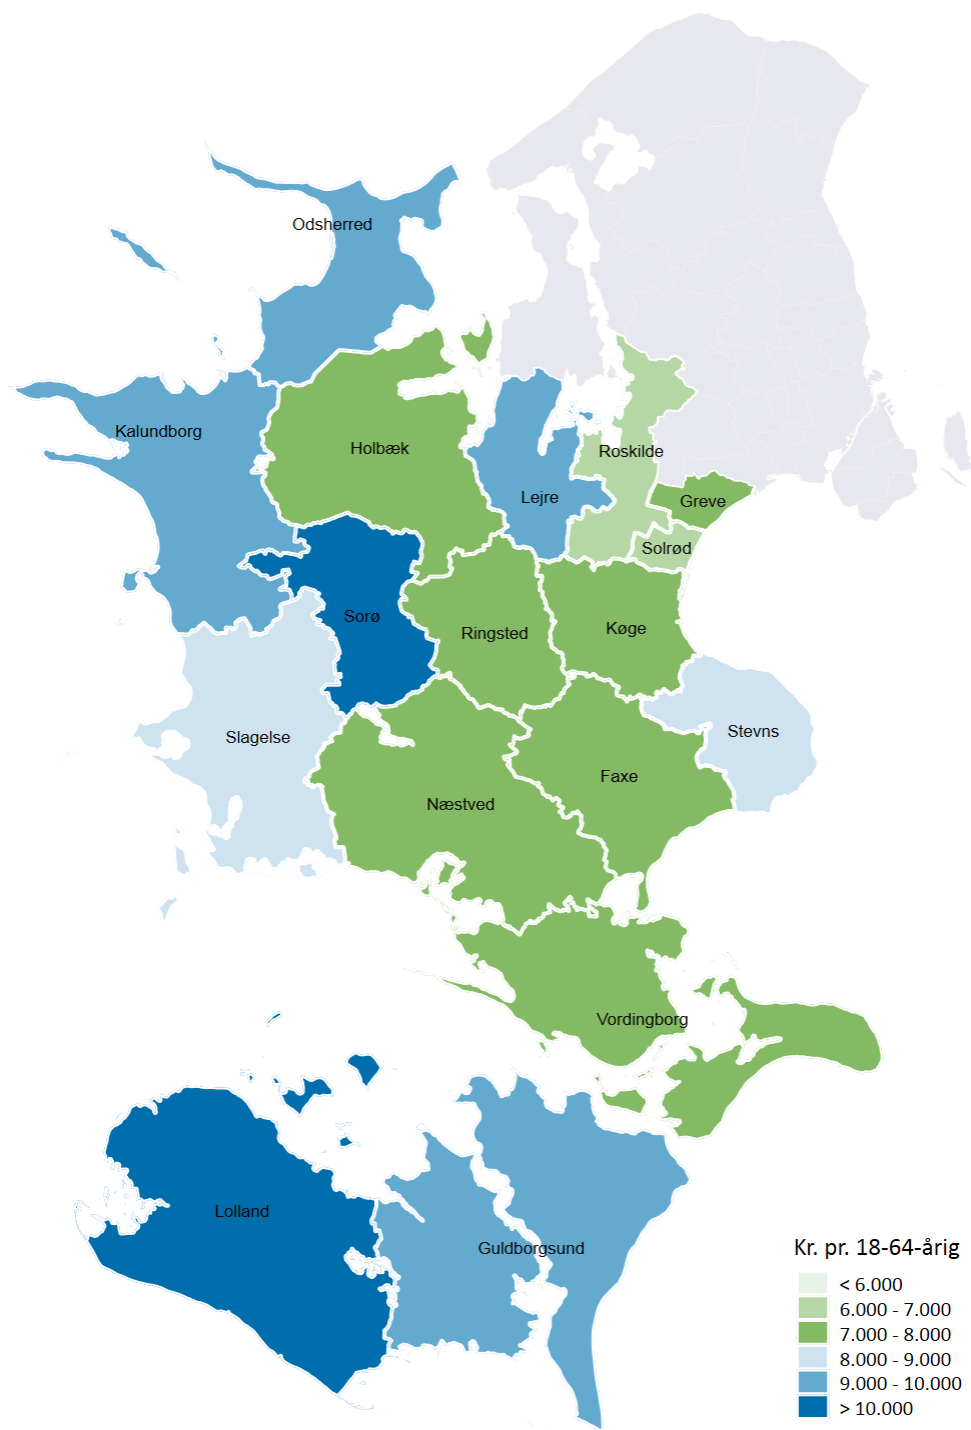 Odsherred
Kalundborg
Holbæk
Roskilde
Lejre
Greve
Solrød
Sorø
Ringsted
Køge
Slagelse
Stevns
Faxe
Næstved
Vordingborg
Lolland
Guldborgsund
Kr. pr. 18-64-årig
< 6.000
6.000 - 7.000
7.000 - 8.000
8.000 - 9.000
9.000 - 10.000
> 10.000